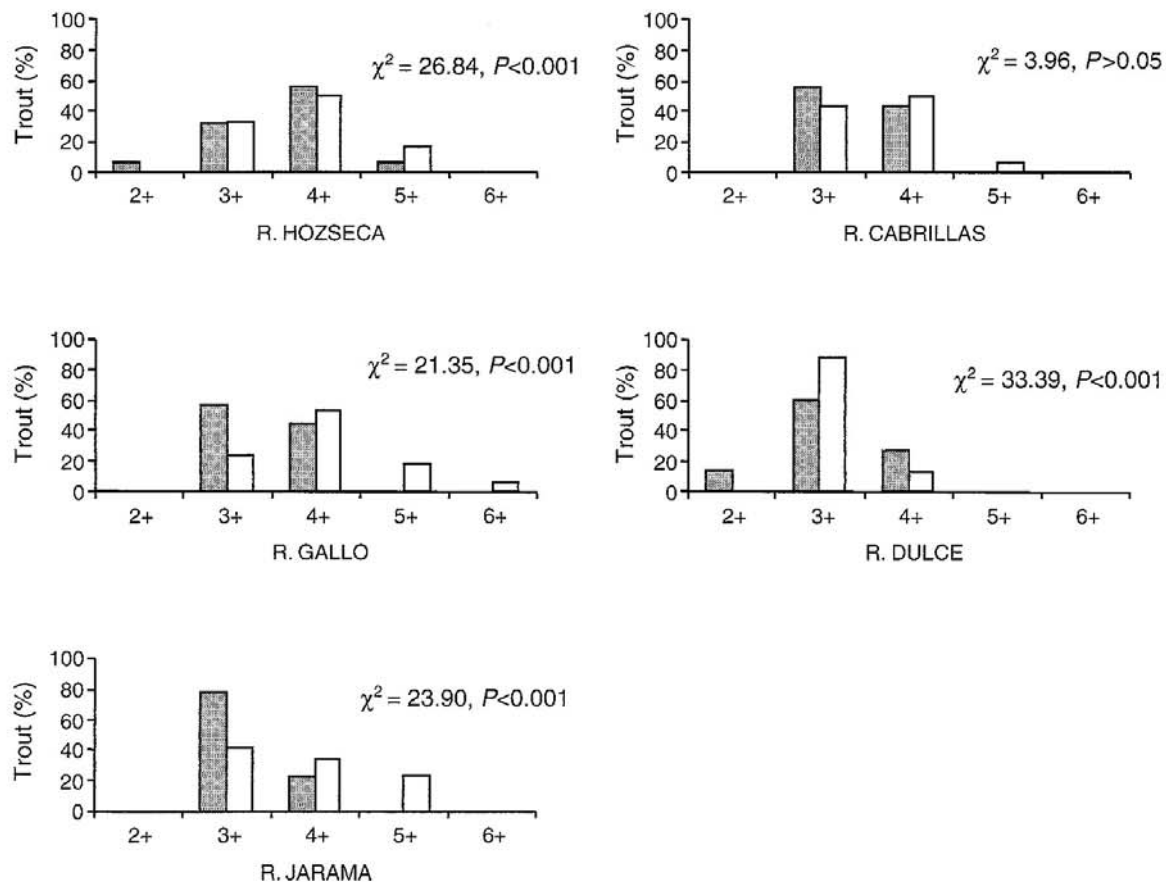 Trout (%)
100
80
60
40
20
0
χ² = 26.84, P<0.001
2+ 3+ 4+ 5+ 6+
R. HOZSECA
Trout (%)
100
80
60
40
20
0
χ² = 3.96, P>0.05
2+ 3+ 4+ 5+ 6+
R. CABRILLAS
Trout (%)
100
80
60
40
20
0
χ² = 21.35, P<0.001
2+ 3+ 4+ 5+ 6+
R. GALLO
Trout (%)
100
80
60
40
20
0
χ² = 33.39, P<0.001
2+ 3+ 4+ 5+ 6+
R. DULCE
Trout (%)
100
80
60
40
20
0
χ² = 23.90, P<0.001
2+ 3+ 4+ 5+ 6+
R. JARAMA